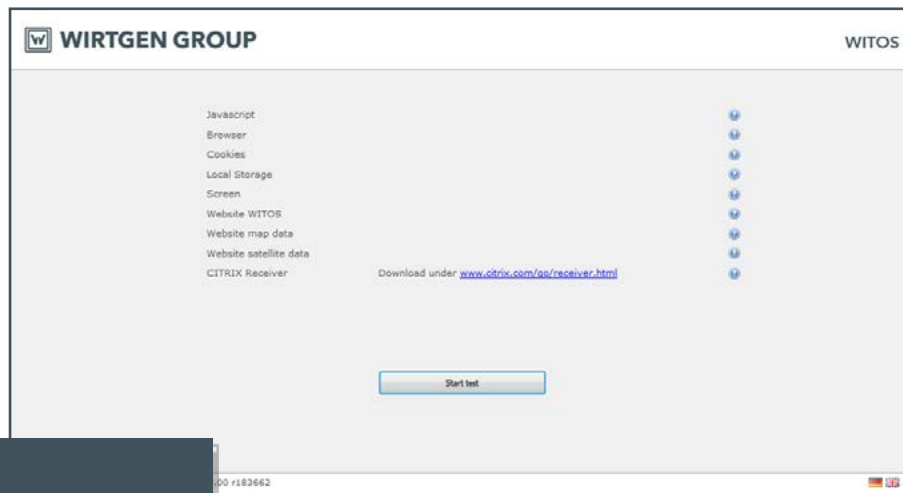 WIRTGEN GROUP
WITOS
Javascript
Browser
Cookies
Local Storage
Screen
Website WITOS
Website map data
Website satellite data
CITRIX Receiver Download under www.citrix.com/go/receiver.html
Start test
.00 r183662